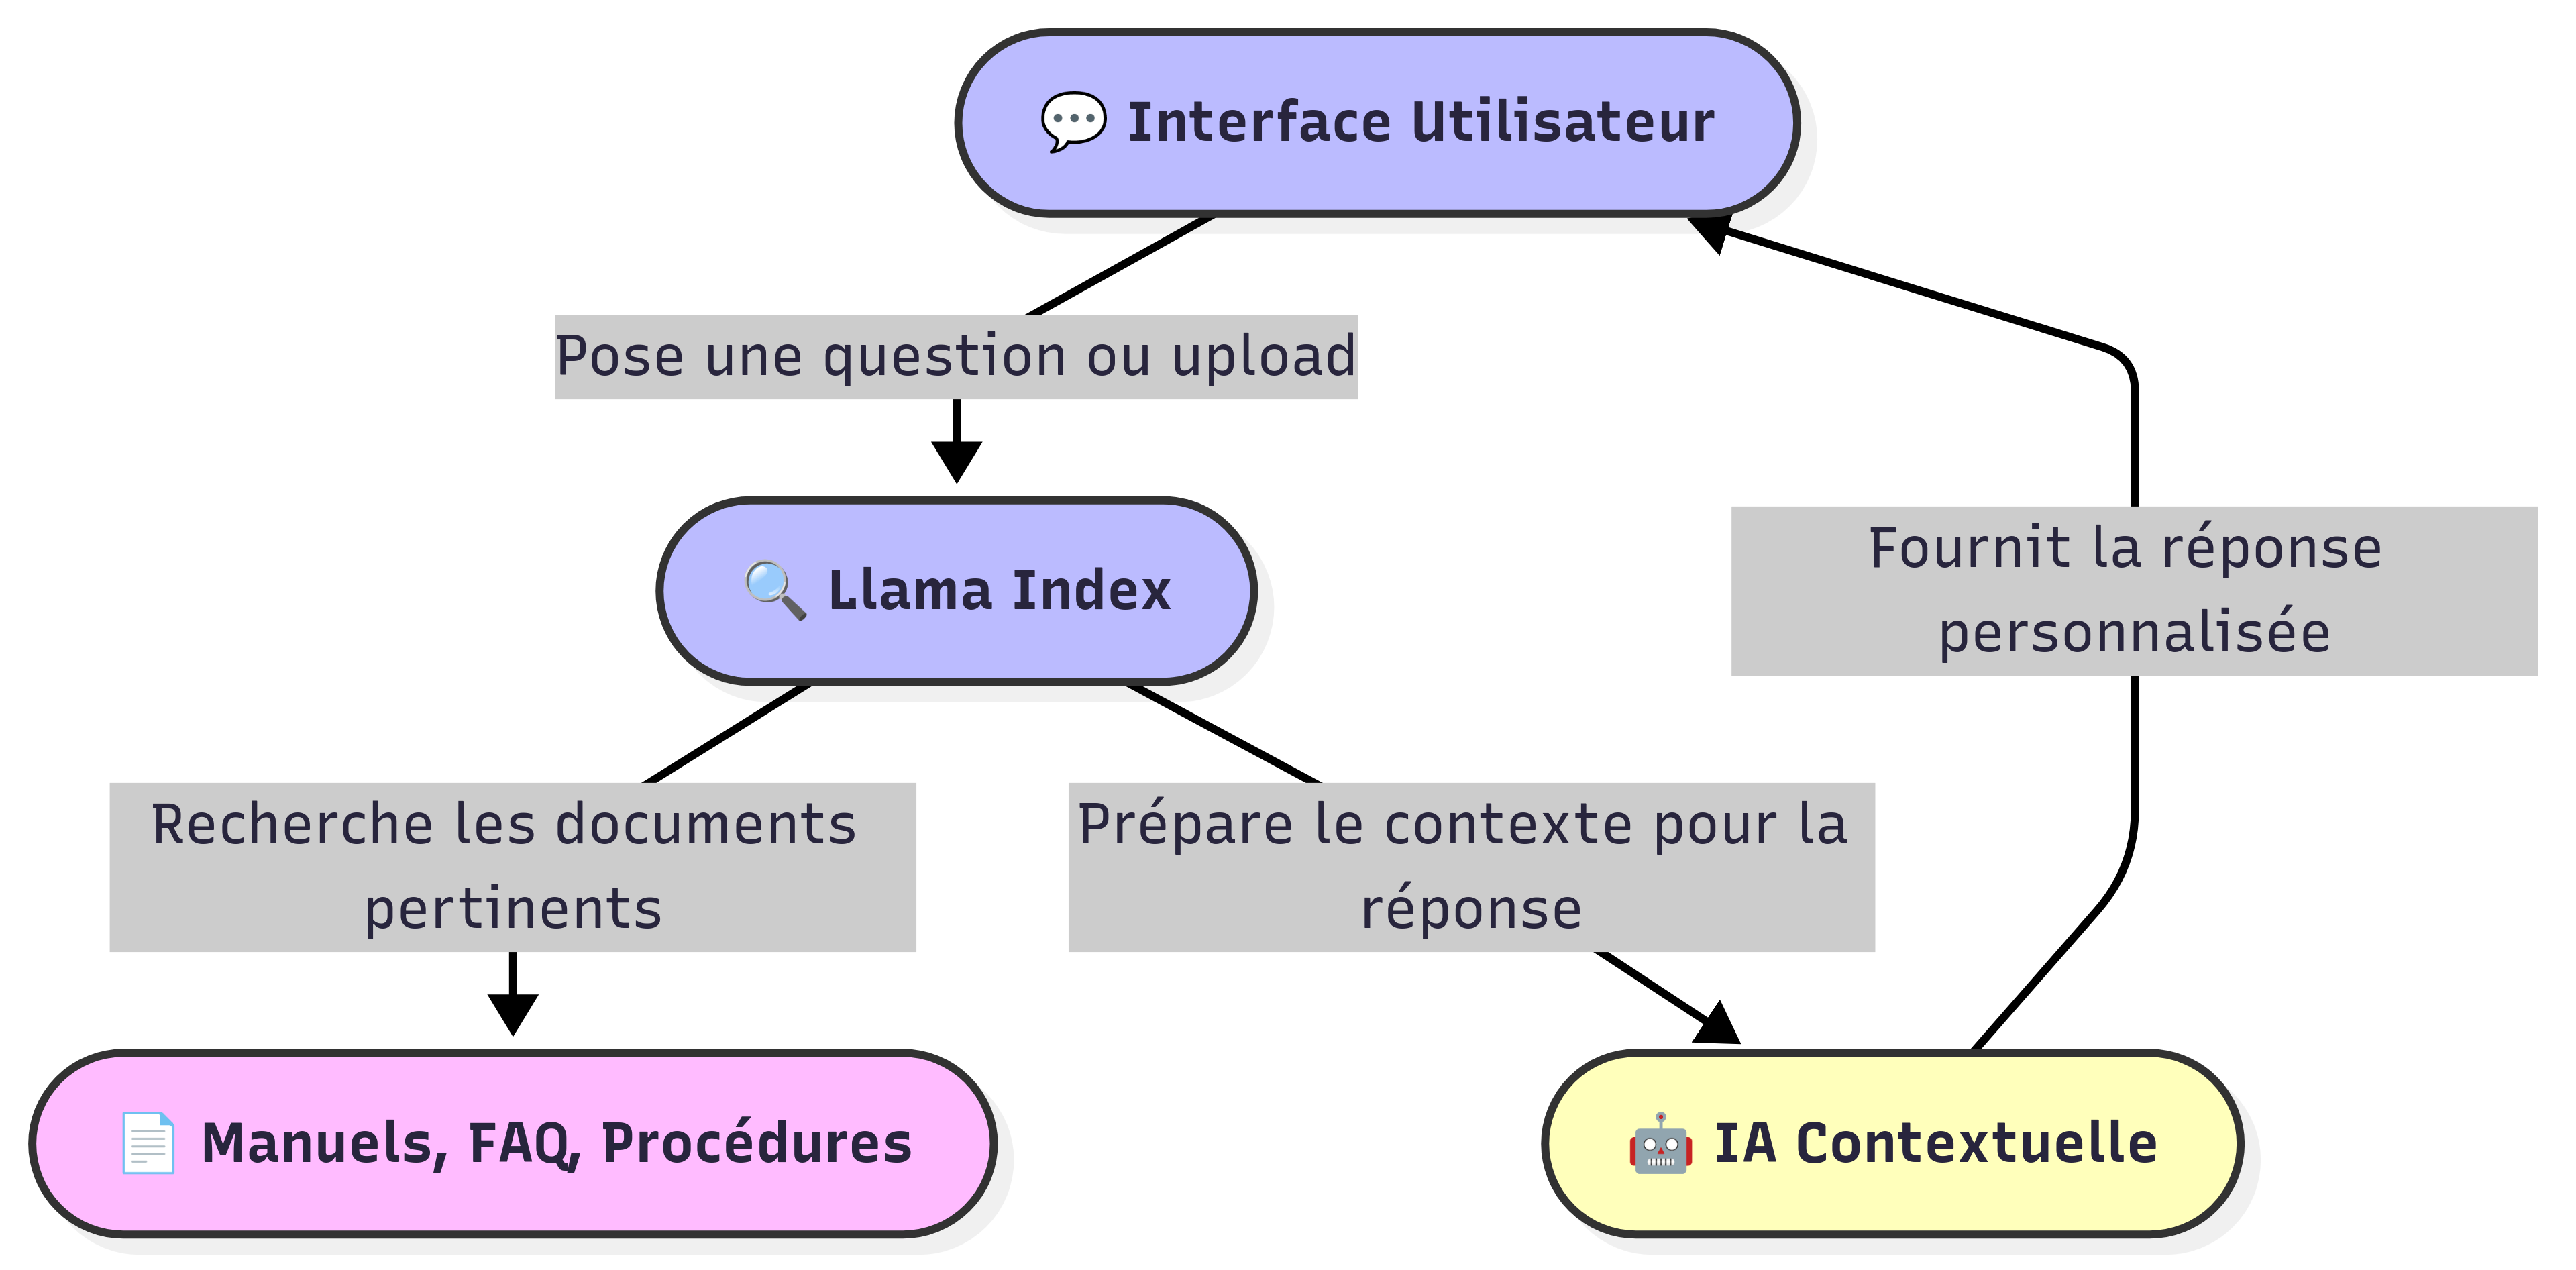 💬 Interface Utilisateur
Pose une question ou upload
🔍 Llama Index
Fournit la réponse
personnalisée
Recherche les documents
pertinents
Prépare le contexte pour la
réponse
📄 Manuels, FAQ, Procédures
🤖 IA Contextuelle